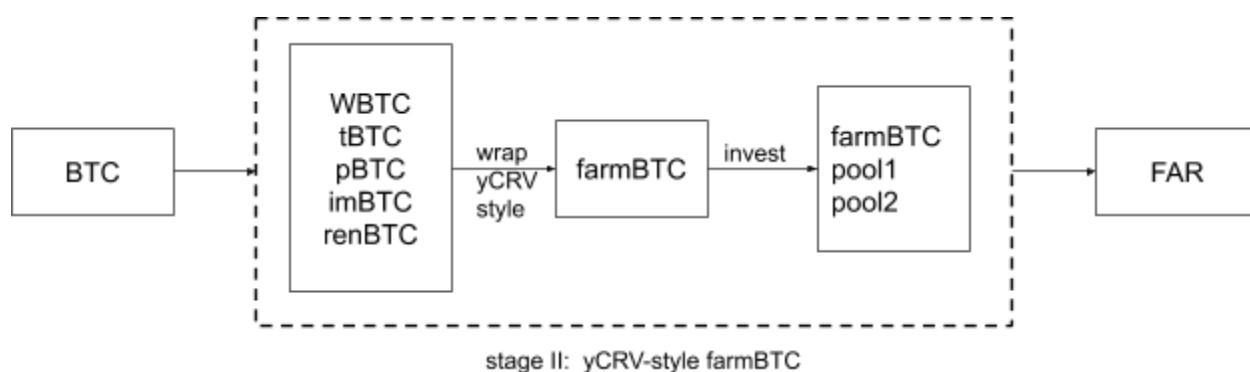 BTC
WBTC
tBTC
pBTC
imBTC
renBTC
wrap
yCRV
style
farmBTC
invest
farmBTC
pool1
pool2
FAR
stage II: yCRV-style farmBTC